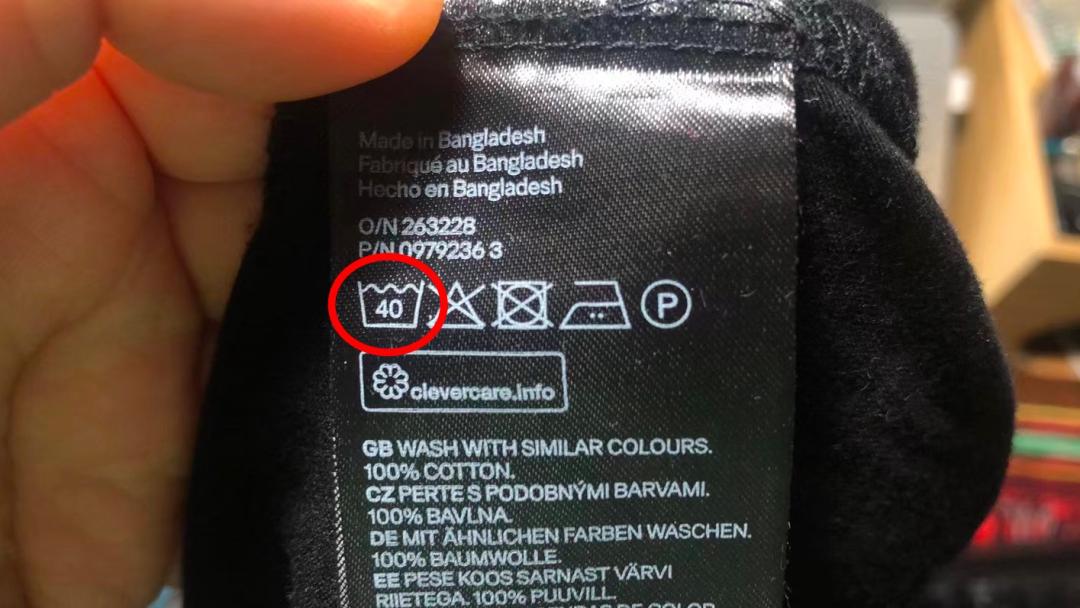 Made in Bangladesh
Fabriqué au Bangladesh
Hecho en Bangladesh
O/N 263228
P/N 0979236 3
40 P
clevercare.info
GB WASH WITH SIMILAR COLOURS.
100% COTTON.
CZ PERTE S PODOBNÝMI BARVAMI.
100% BAVLNA.
DE MIT ÄHNLICHEN FARBEN WASCHEN.
100% BAUMWOLLE.
EE PESE KOOS SARNAST VÄRVI
RIIETEGA. 100% PUUVILL.
DE COLOR